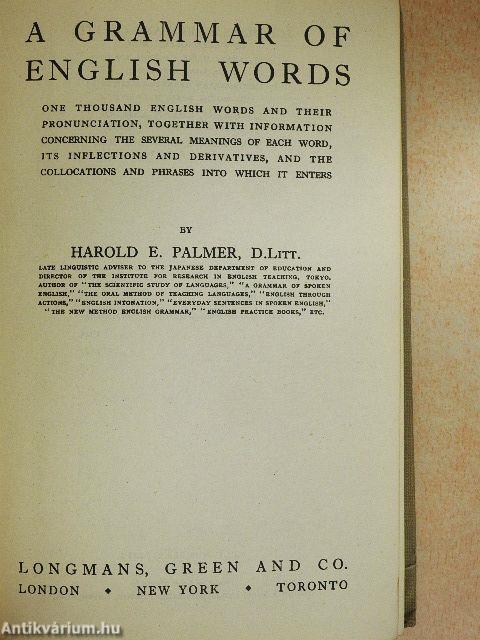 A GRAMMAR OF
ENGLISH WORDS
ONE THOUSAND ENGLISH WORDS AND THEIR
PRONUNCIATION, TOGETHER WITH INFORMATION
CONCERNING THE SEVERAL MEANINGS OF EACH WORD,
ITS INFLECTIONS AND DERIVATIVES, AND THE
COLLOCATIONS AND PHRASES INTO WHICH IT ENTERS
BY
HAROLD E. PALMER, D.LITT.
LATE LINGUISTIC ADVISER TO THE JAPANESE DEPARTMENT OF EDUCATION AND
DIRECTOR OF THE INSTITUTE FOR RESEARCH IN ENGLISH TEACHING, TOKYO.
AUTHOR OF "THE SCIENTIFIC STUDY OF LANGUAGES," "A GRAMMAR OF SPOKEN
ENGLISH," "THE ORAL METHOD OF TEACHING LANGUAGES," "ENGLISH THROUGH
ACTIONS," "ENGLISH INTONATION," "EVERYDAY SENTENCES IN SPOKEN ENGLISH,"
"THE NEW METHOD ENGLISH GRAMMAR," "ENGLISH PRACTICE BOOKS," ETC.
LONGMANS, GREEN AND CO.
LONDON ◆ NEW YORK ◆ TORONTO
Antikvárium.hu